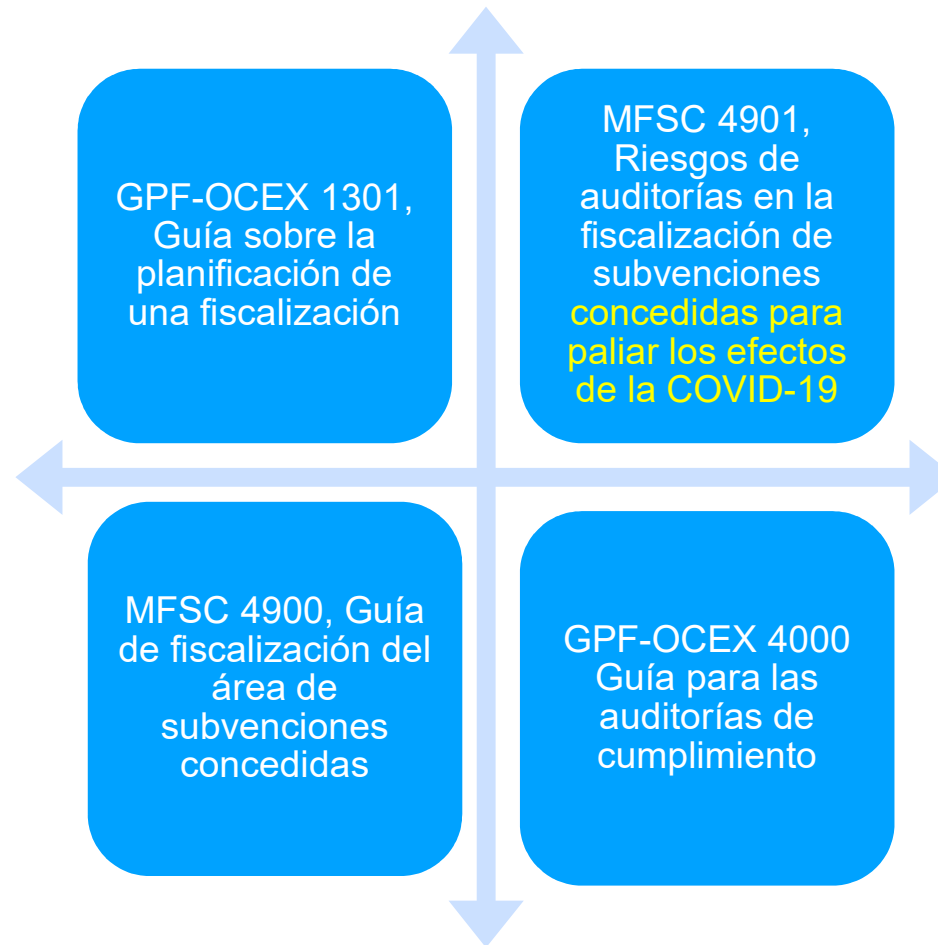 GPF-OCEX 1301,
Guía sobre la
planificación de
una fiscalización
MFSC 4901,
Riesgos de
auditorías en la
fiscalización de
subvenciones
concedidas para
paliar los efectos
de la COVID-19
MFSC 4900, Guía
de fiscalización del
área de
subvenciones
concedidas
GPF-OCEX 4000
Guía para las
auditorías de
cumplimiento